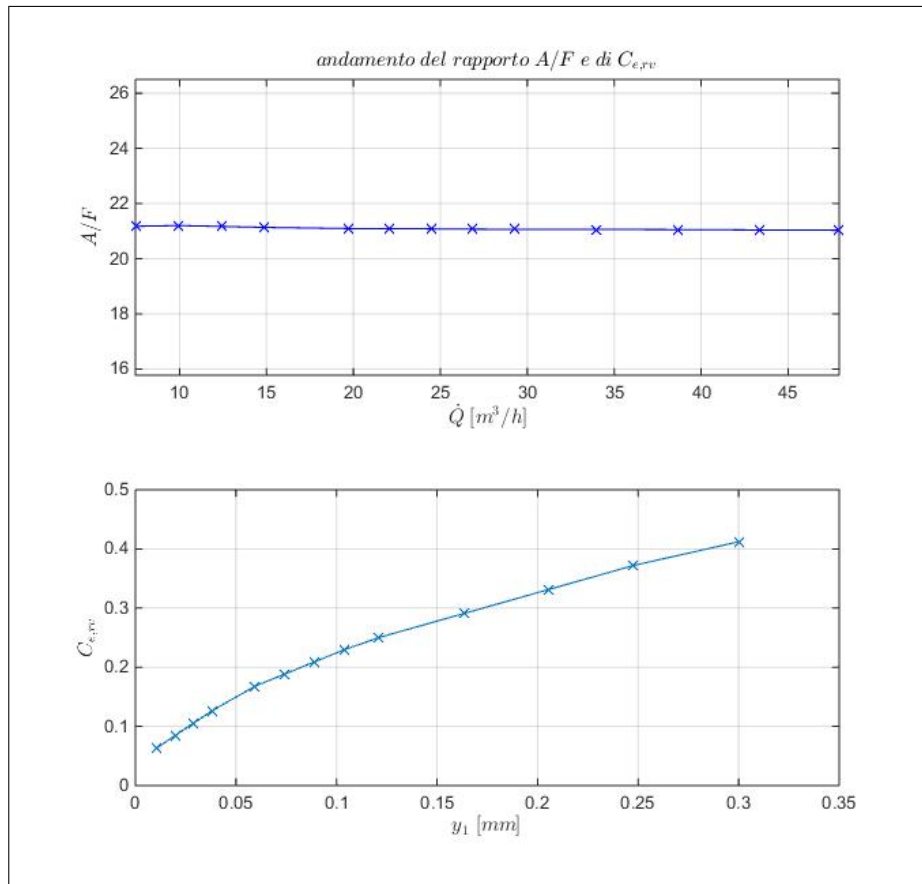 andamento del rapporto A/F e di C_{e,rv}
26
24
22
20
18
16
A/F
10 15 20 25 30 35 40 45
Q̇ [m³/h]
0.5
0.4
0.3
0.2
0.1
0
C_{e,rv}
0 0.05 0.1 0.15 0.2 0.25 0.3 0.35
y₁ [mm]